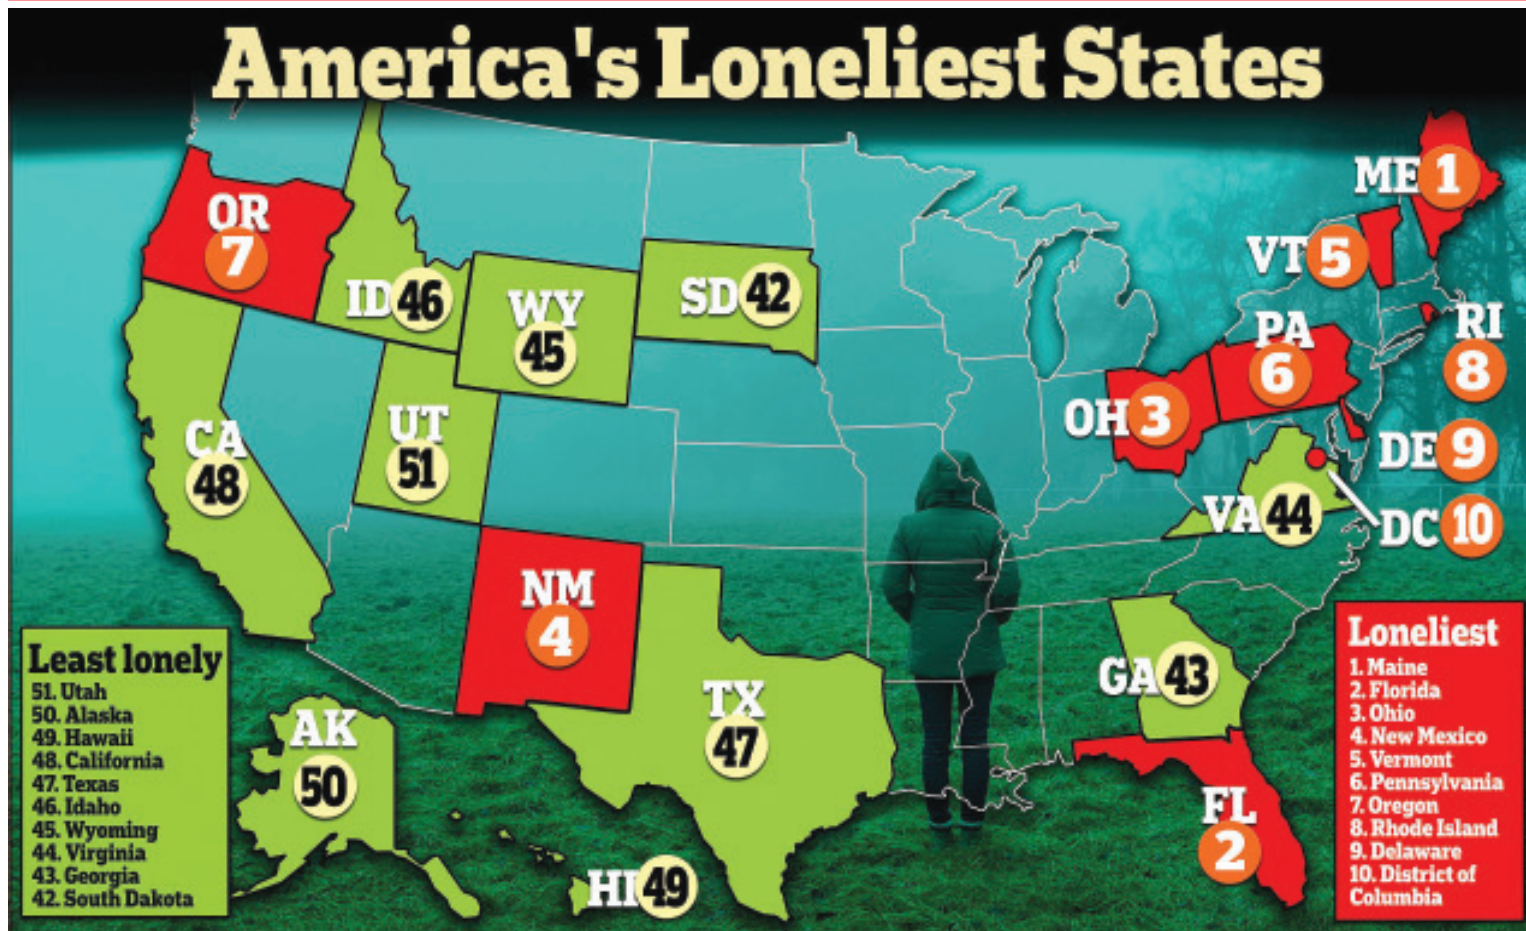 America's Loneliest States
ME 1
OR
7
VT 5
ID 46
WY
45
SD 42
RI
8
PA
6
OH 3
CA
48
UT
51
DE 9
VA 44
DC 10
NM
4
GA 43
TX
47
AK
50
FL
2
HI 49
Least lonely
51. Utah
50. Alaska
49. Hawaii
48. California
47. Texas
46. Idaho
45. Wyoming
44. Virginia
43. Georgia
42. South Dakota
Loneliest
1. Maine
2. Florida
3. Ohio
4. New Mexico
5. Vermont
6. Pennsylvania
7. Oregon
8. Rhode Island
9. Delaware
10. District of
Columbia